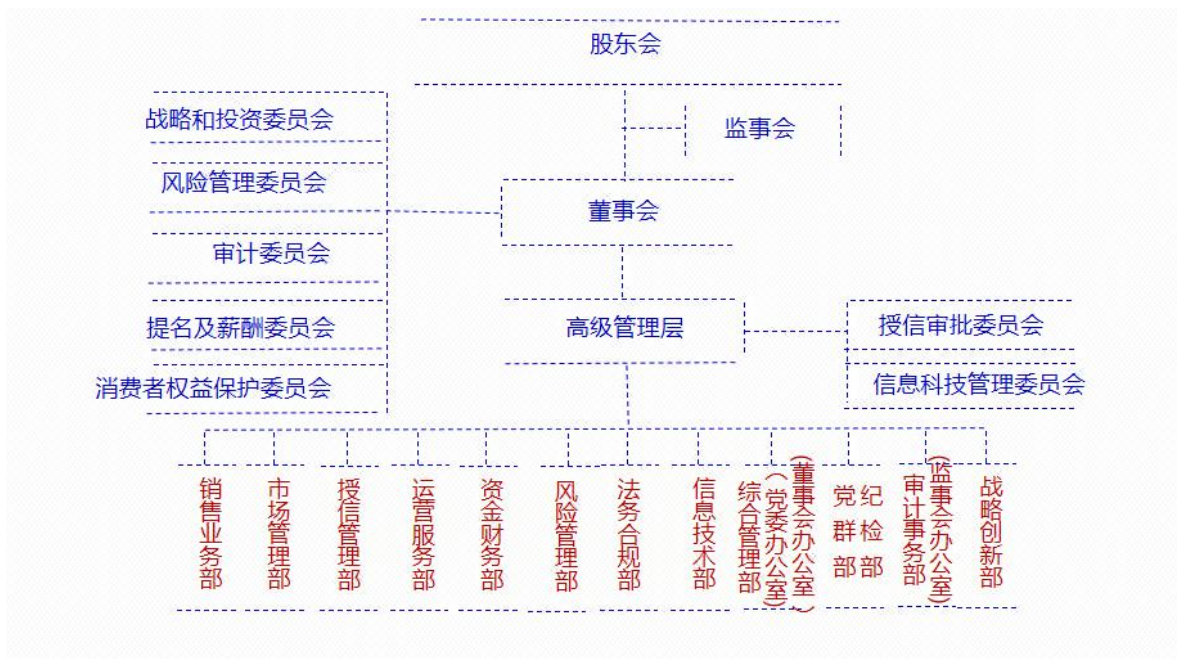 股东会
监事会
战略和投资委员会
风险管理委员会
审计委员会
提名及薪酬委员会
消费者权益保护委员会
董事会
高级管理层
授信审批委员会
信息科技管理委员会
销售业务部
市场管理部
授信管理部
运营服务部
资金财务部
风险管理部
法务合规部
信息技术部
综合管理部
(党委办公室)
(董事会办公室)
党群部
纪检部
审计事务部
(监事会办公室)
战略创新部